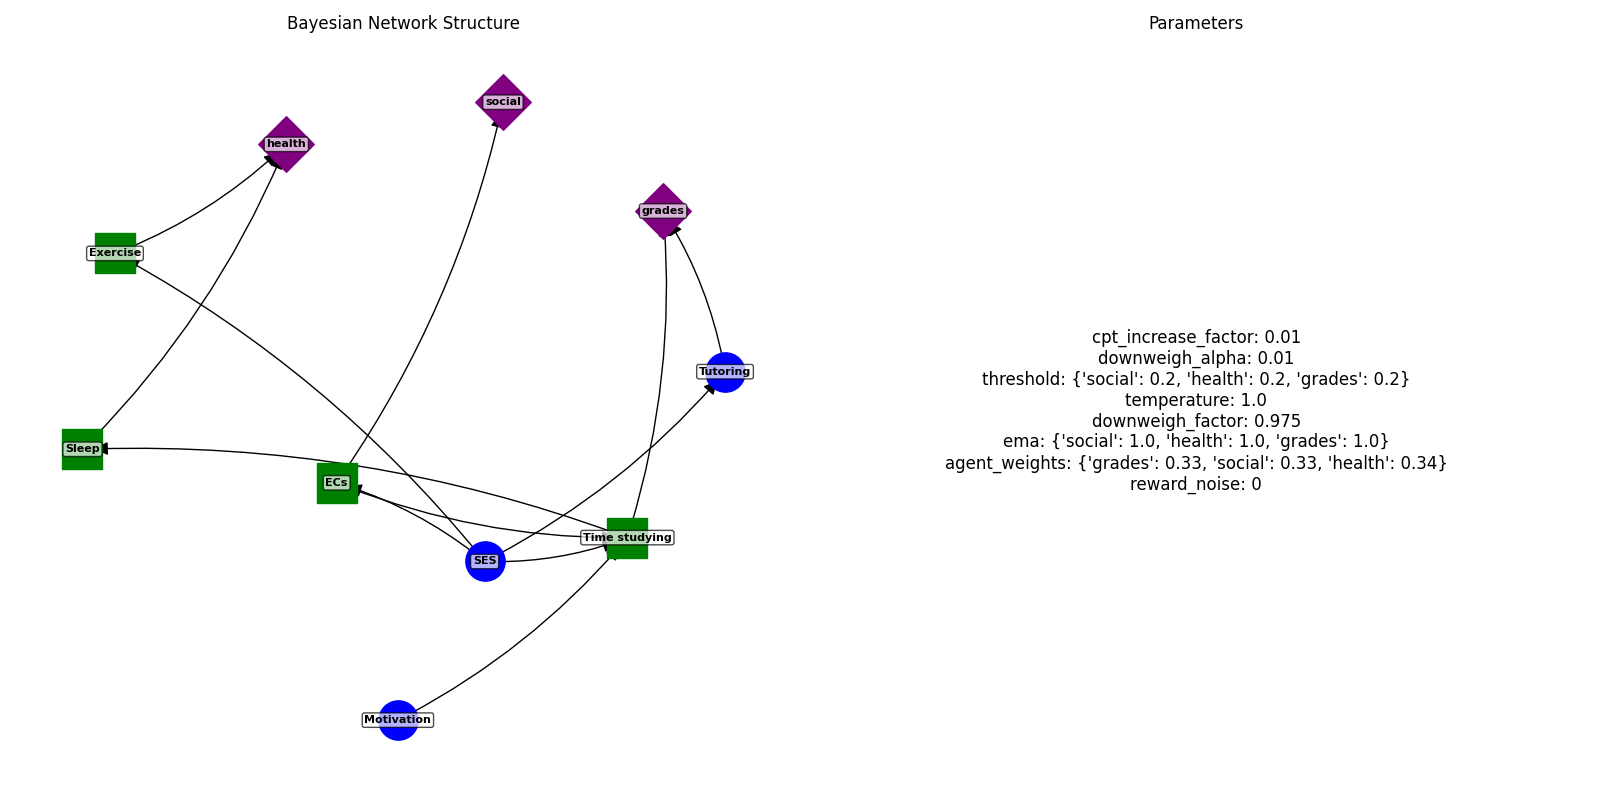 Bayesian Network Structure
Parameters
social
health
grades
Exercise
Tutoring
Sleep
ECs
Time studying
SES
Motivation
cpt_increase_factor: 0.01
downweigh_alpha: 0.01
threshold: {'social': 0.2, 'health': 0.2, 'grades': 0.2}
temperature: 1.0
downweigh_factor: 0.975
ema: {'social': 1.0, 'health': 1.0, 'grades': 1.0}
agent_weights: {'grades': 0.33, 'social': 0.33, 'health': 0.34}
reward_noise: 0